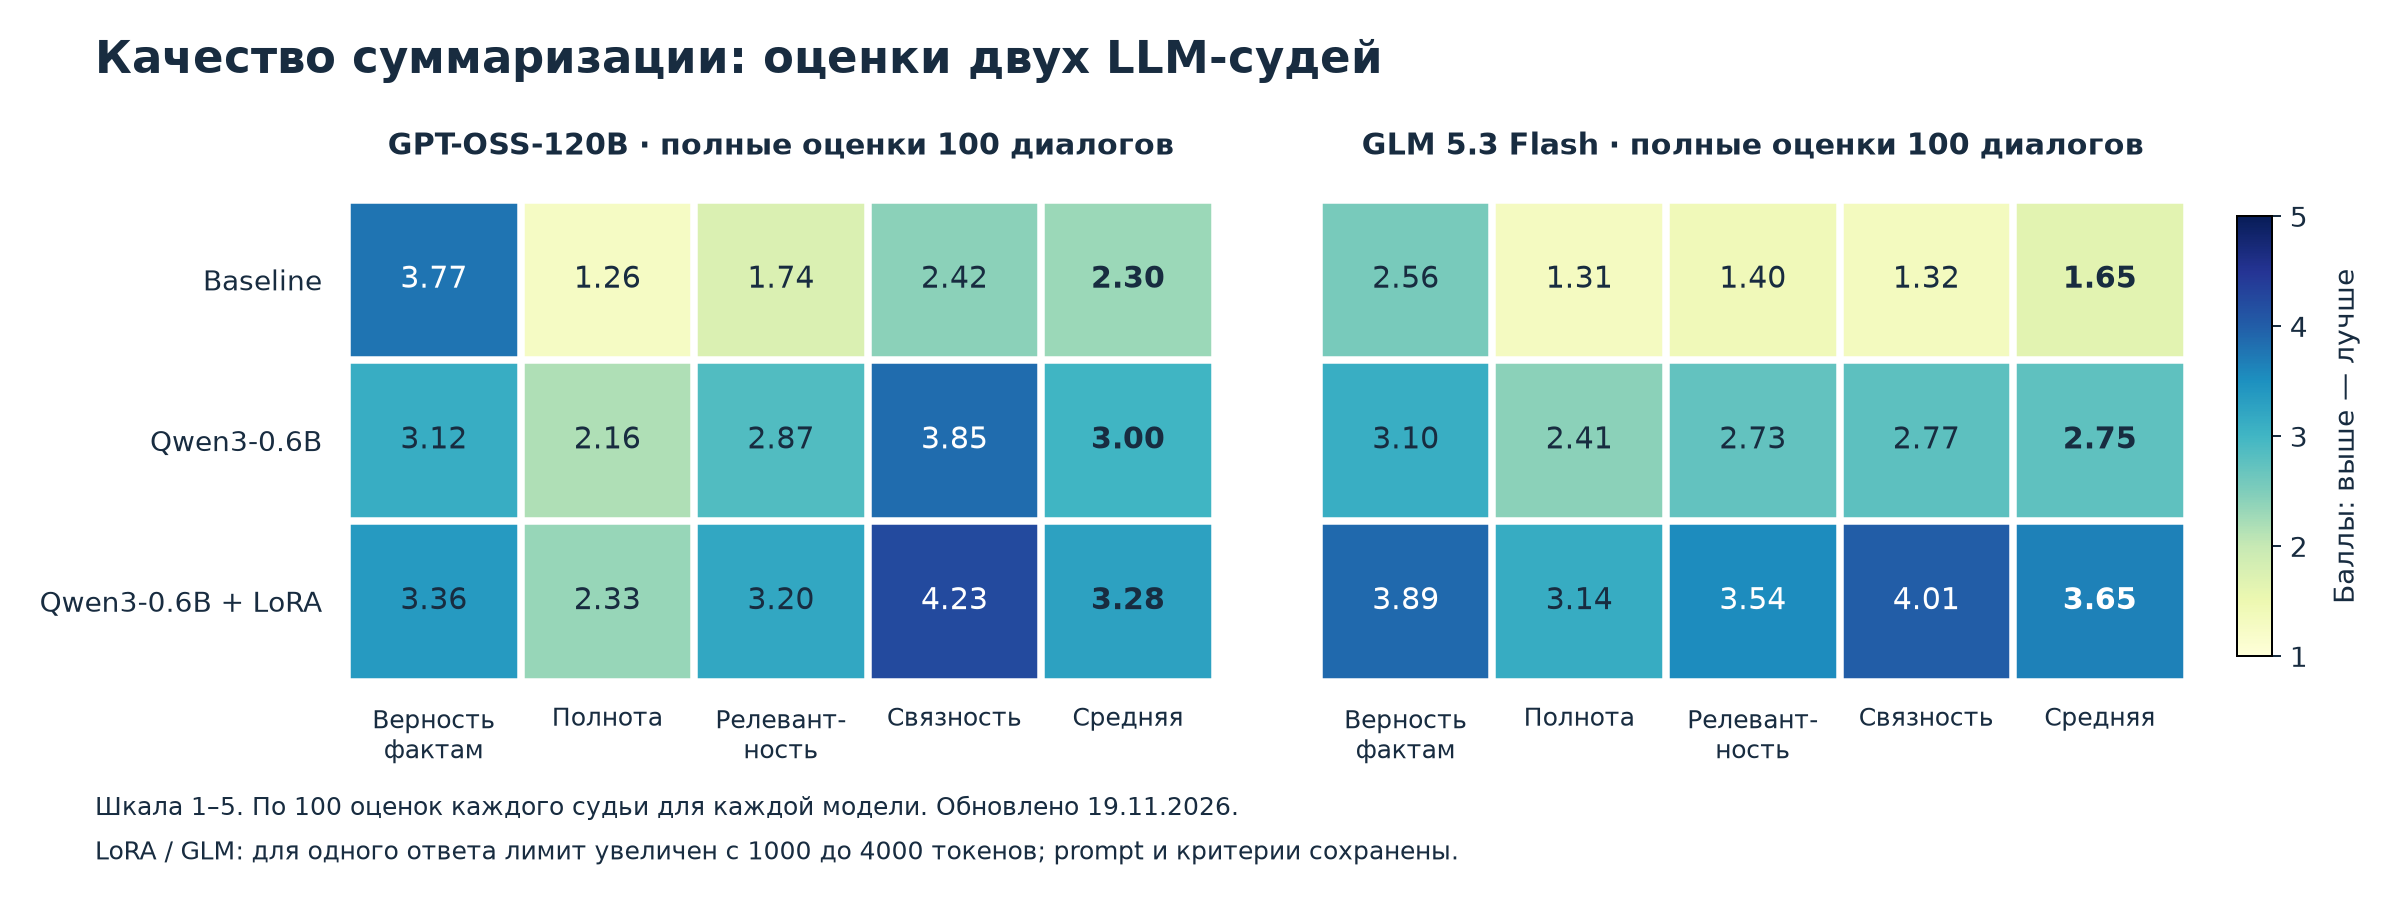 Качество суммаризации: оценки двух LLM-судей
GPT-OSS-120B · полные оценки 100 диалогов
GLM 5.3 Flash · полные оценки 100 диалогов
Baseline
3.77 1.26 1.74 2.42 2.30
2.56 1.31 1.40 1.32 1.65
Qwen3-0.6B
3.12 2.16 2.87 3.85 3.00
3.10 2.41 2.73 2.77 2.75
Qwen3-0.6B + LoRA
3.36 2.33 3.20 4.23 3.28
3.89 3.14 3.54 4.01 3.65
Верность
фактам
Полнота
Релевант-
ность
Связность
Средняя
Верность
фактам
Полнота
Релевант-
ность
Связность
Средняя
5
4
3
2
1
Баллы: выше — лучше
Шкала 1–5. По 100 оценок каждого судьи для каждой модели. Обновлено 19.11.2026.
LoRA / GLM: для одного ответа лимит увеличен с 1000 до 4000 токенов; prompt и критерии сохранены.